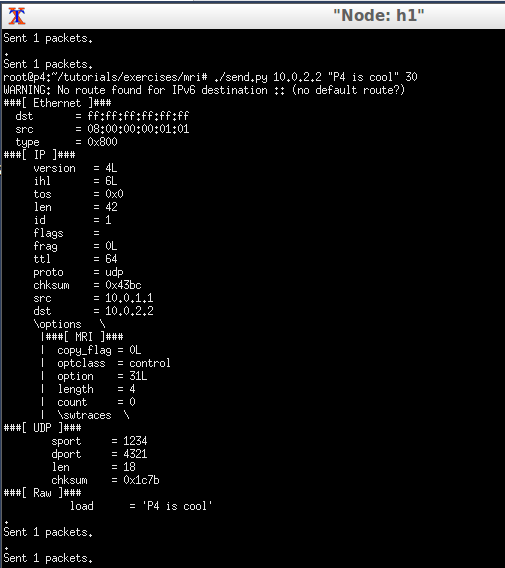 "Node: h1"
Sent 1 packets.
.
Sent 1 packets.
root@p4:~/tutorials/exercises/mri# ./send.py 10.0.2.2 "P4 is cool" 30
WARNING: No route found for IPv6 destination :: (no default route?)
###[ Ethernet ]###
  dst       = ff:ff:ff:ff:ff:ff
  src       = 08:00:00:00:01:01
  type      = 0x800
###[ IP ]###
     version   = 4L
     ihl       = 6L
     tos       = 0x0
     len       = 42
     id        = 1
     flags     =
     frag      = 0L
     ttl       = 64
     proto     = udp
     chksum    = 0x43bc
     src       = 10.0.1.1
     dst       = 10.0.2.2
     \options   \
      |###[ MRI ]###
      |  copy_flag = 0L
      |  optclass  = control
      |  option    = 31L
      |  length    = 4
      |  count     = 0
      |  \swtraces  \
###[ UDP ]###
        sport     = 1234
        dport     = 4321
        len       = 18
        chksum    = 0x1c7b
###[ Raw ]###
           load      = 'P4 is cool'
.
Sent 1 packets.
.
Sent 1 packets.